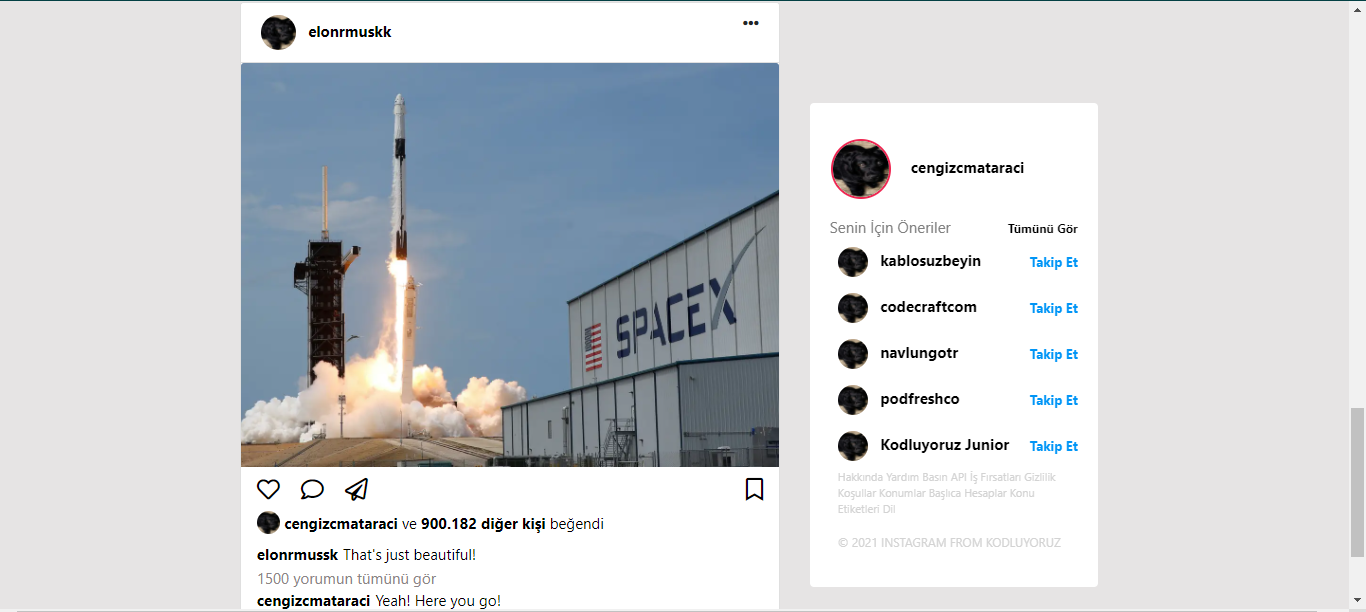 elonrmuskk
SPACEX
cengizcmataraci ve 900.182 diğer kişi beğendi
elonrmussk That's just beautiful!
1500 yorumun tümünü gör
cengizcmataraci Yeah! Here you go!
cengizcmataraci
Senin İçin Öneriler Tümünü Gör
kablosuzbeyin Takip Et
codecraftcom Takip Et
navlungotr Takip Et
podfreshco Takip Et
Kodluyoruz Junior Takip Et
Hakkında Yardım Basın API İş Fırsatları Gizlilik
Koşullar Konumlar Başlıca Hesaplar Konu
Etiketleri Dil
© 2021 INSTAGRAM FROM KODLUYORUZ